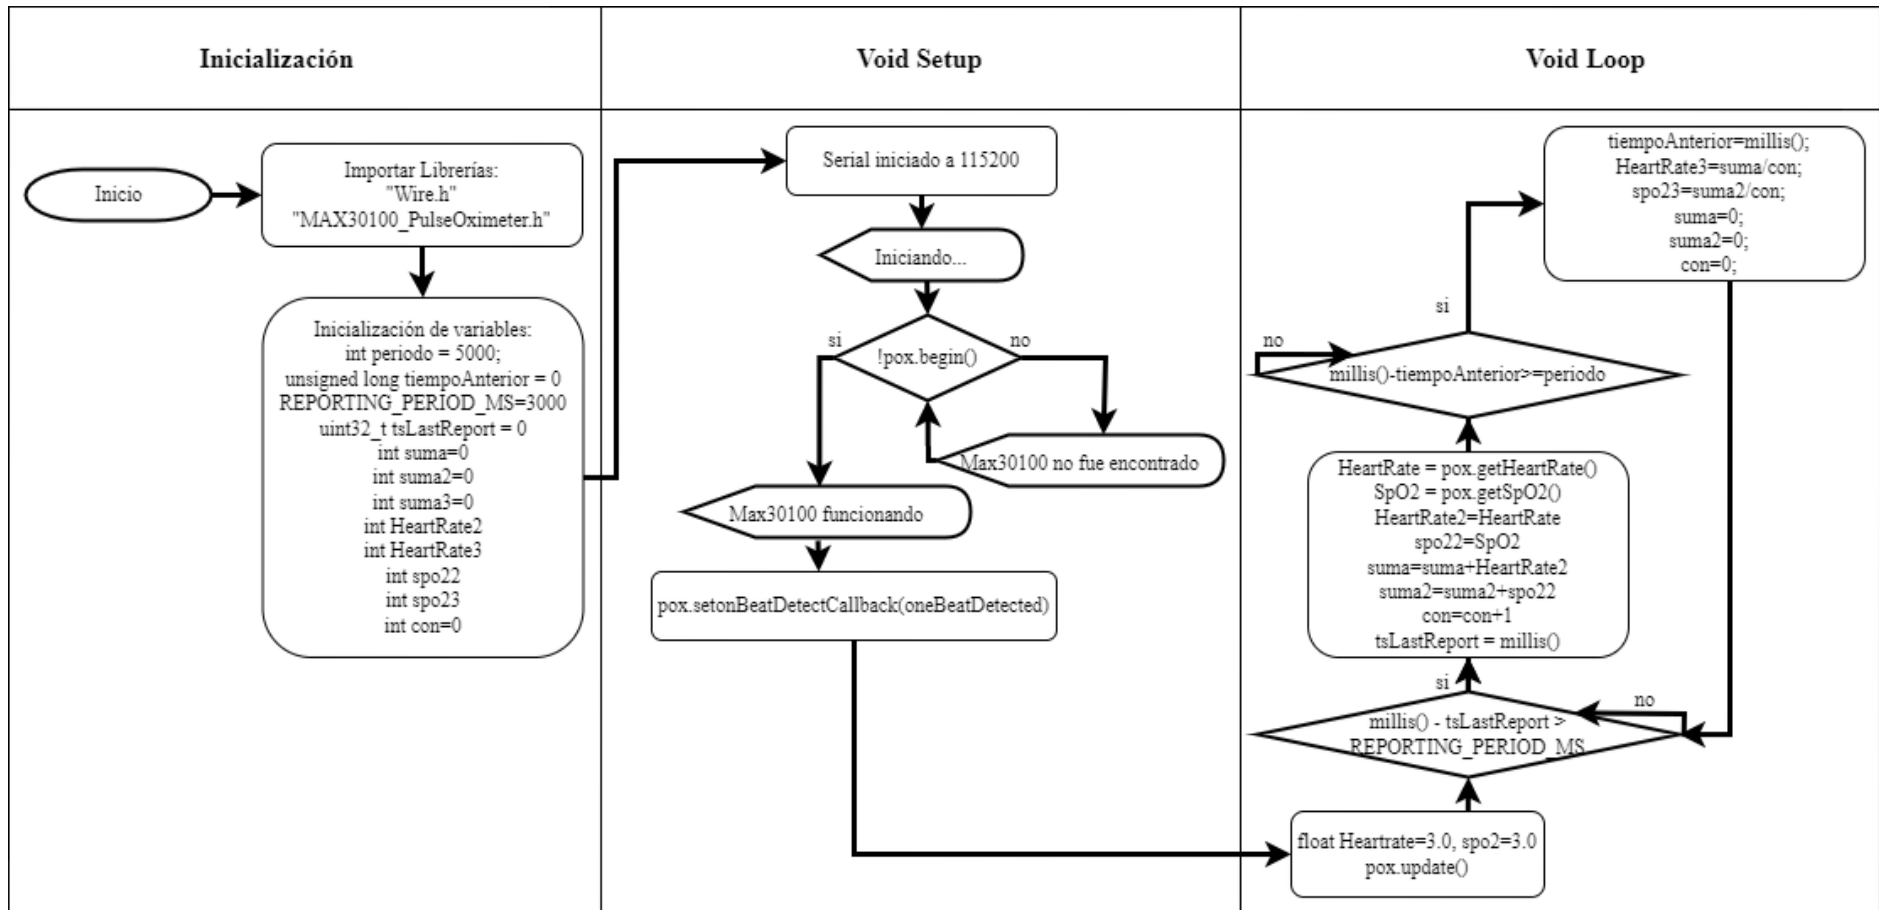 Inicialización
Void Setup
Void Loop
Inicio
Importar Librerías:
"Wire.h"
"MAX30100_PulseOximeter.h"
Inicialización de variables:
int periodo = 5000;
unsigned long tiempoAnterior = 0
REPORTING_PERIOD_MS=3000
uint32_t tsLastReport = 0
int suma=0
int suma2=0
int suma3=0
int HeartRate2
int HeartRate3
int spo22
int spo23
int con=0
Serial iniciado a 115200
Iniciando...
si
!pox.begin()
no
Max30100 no fue encontrado
Max30100 funcionando
pox.setonBeatDetectCallback(oneBeatDetected)
tiempoAnterior=millis();
HeartRate3=suma/con;
spo23=suma2/con;
suma=0;
suma2=0;
con=0;
si
no
millis()-tiempoAnterior>=periodo
HeartRate = pox.getHeartRate()
SpO2 = pox.getSpO2()
HeartRate2=HeartRate
spo22=SpO2
suma=suma+HeartRate2
suma2=suma2+spo22
con=con+1
tsLastReport = millis()
si
no
millis() - tsLastReport >
REPORTING_PERIOD_MS
float Heartrate=3.0, spo2=3.0
pox.update()